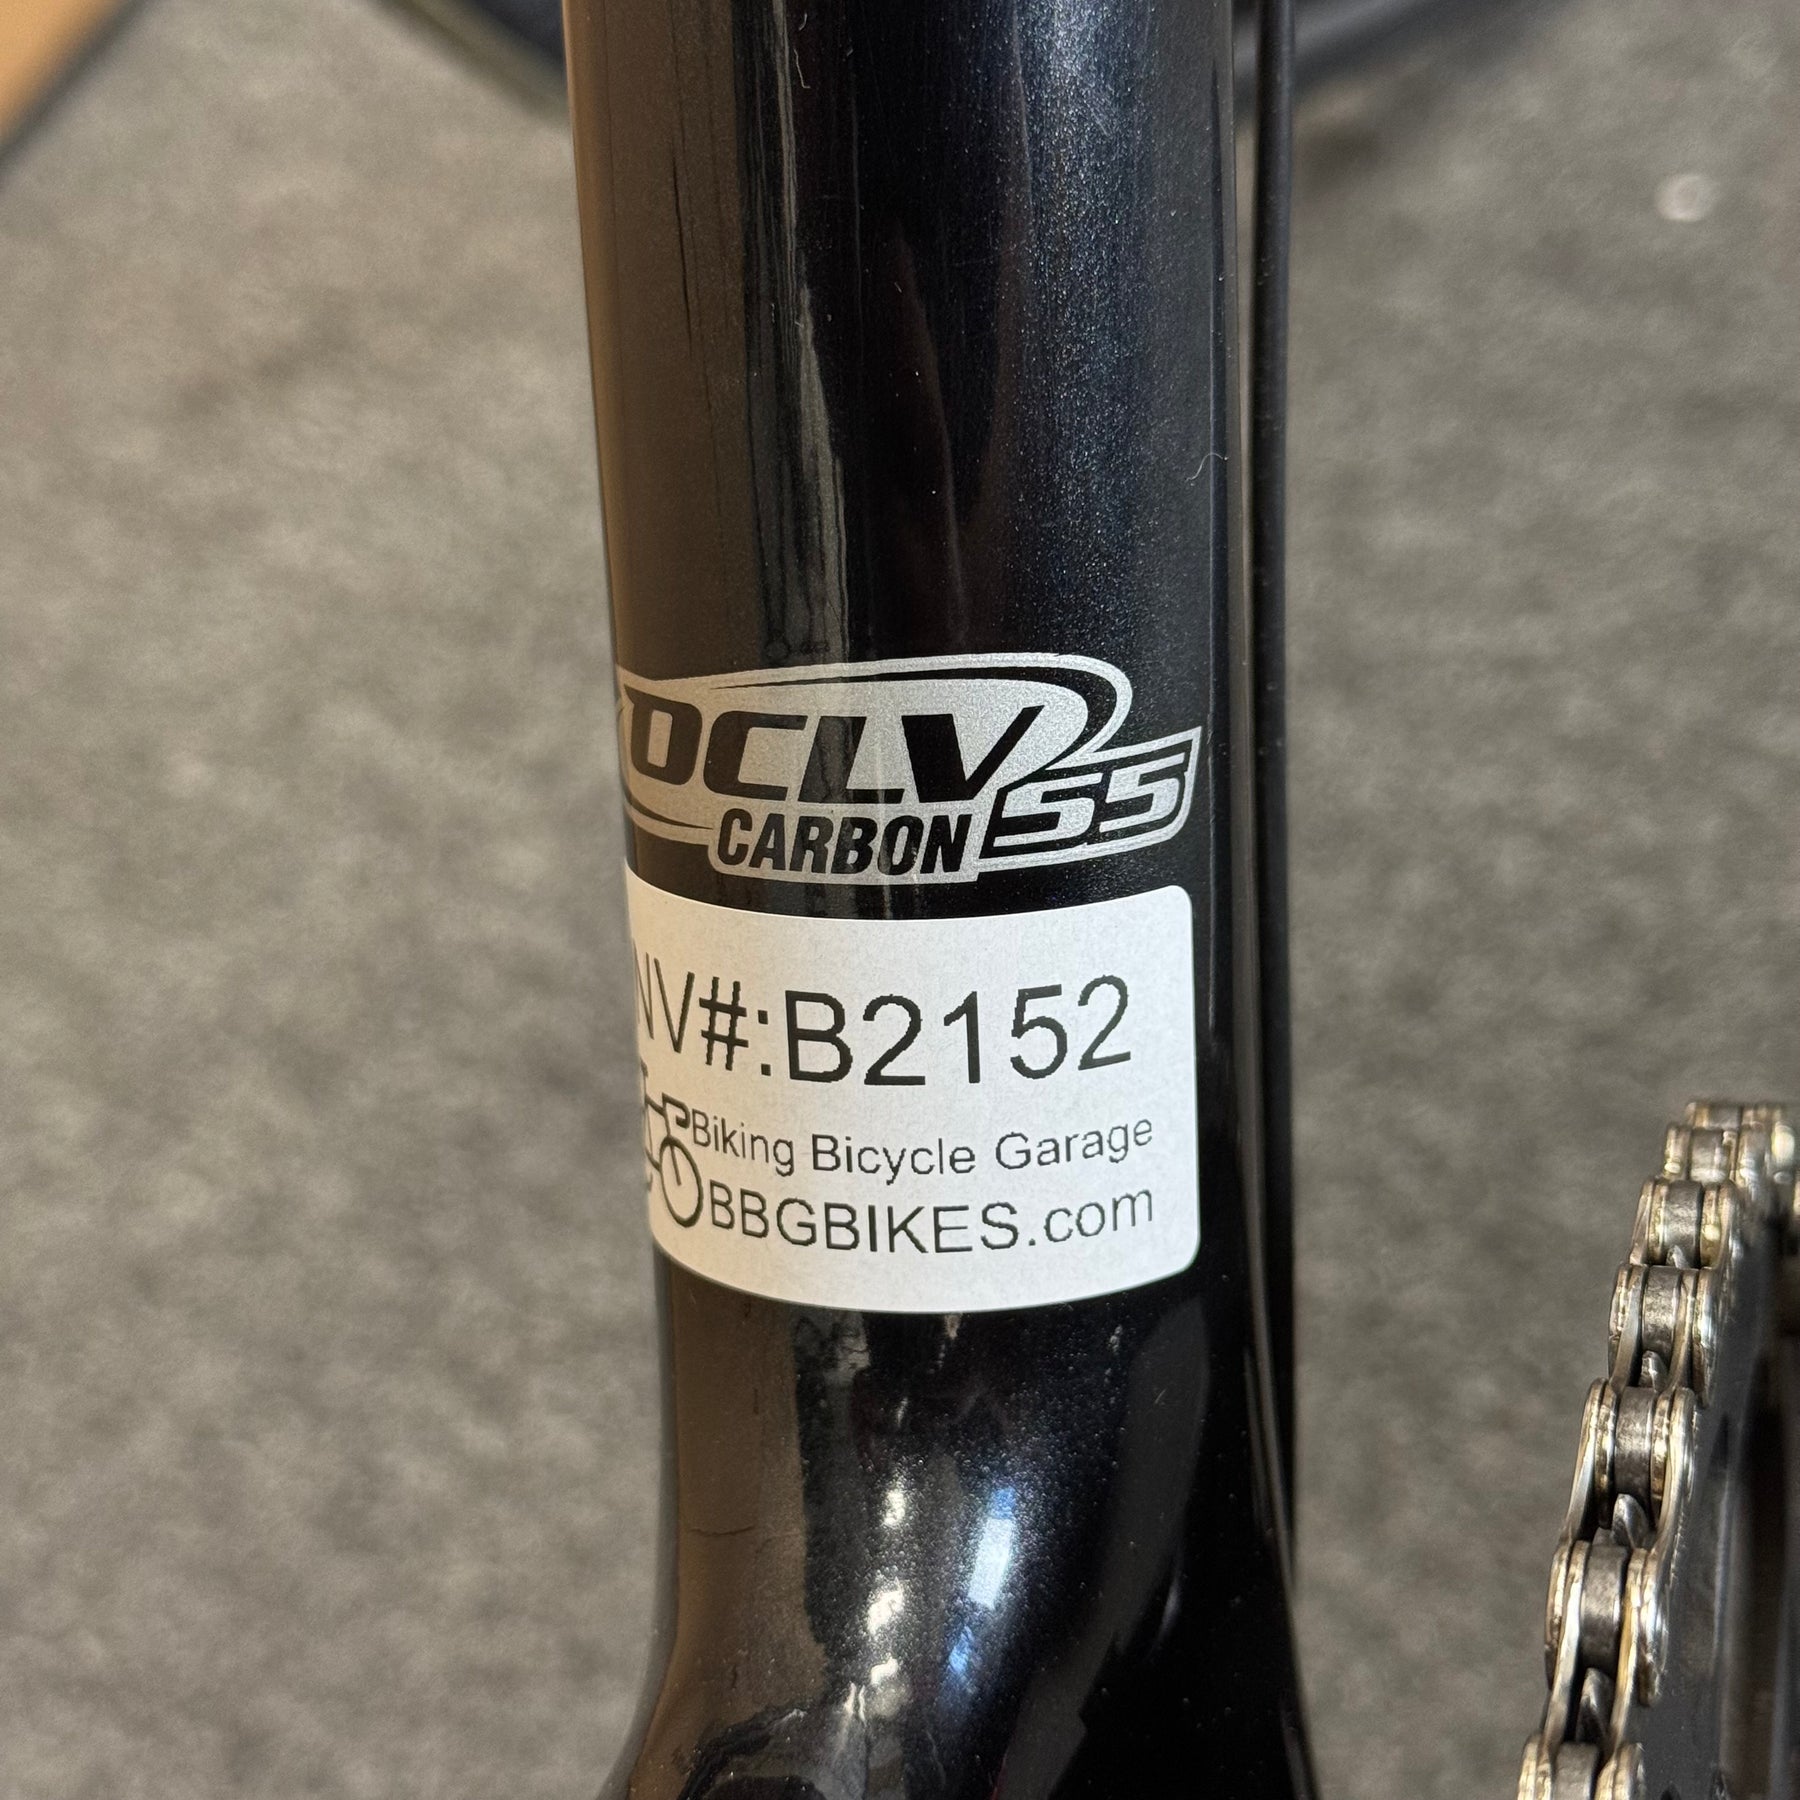 OCLV
CARBON 55
NV#:B2152
Biking Bicycle Garage
BBGBIKES.com